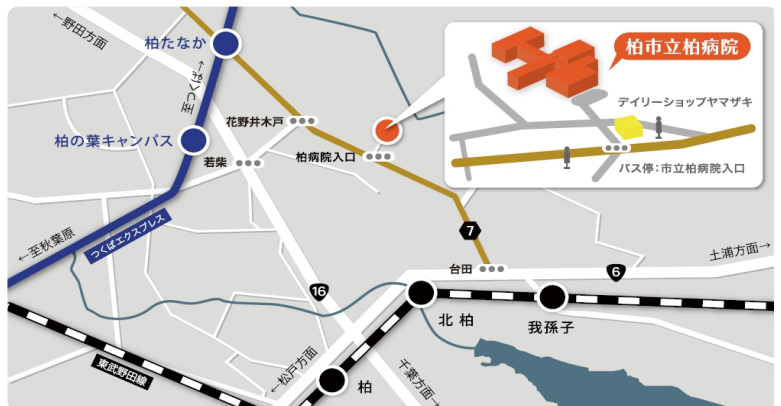 ←野田方面
柏たなか
至つくば→
花野井木戸
柏の葉キャンパス
若柴
柏病院入口
柏市立柏病院
デイリーショップヤマザキ
バス停：市立柏病院入口
←至秋葉原
つくばエクスプレス
7
台田
6
土浦方面→
16
北柏
我孫子
東武野田線
←松戸方面
柏
千葉方面→